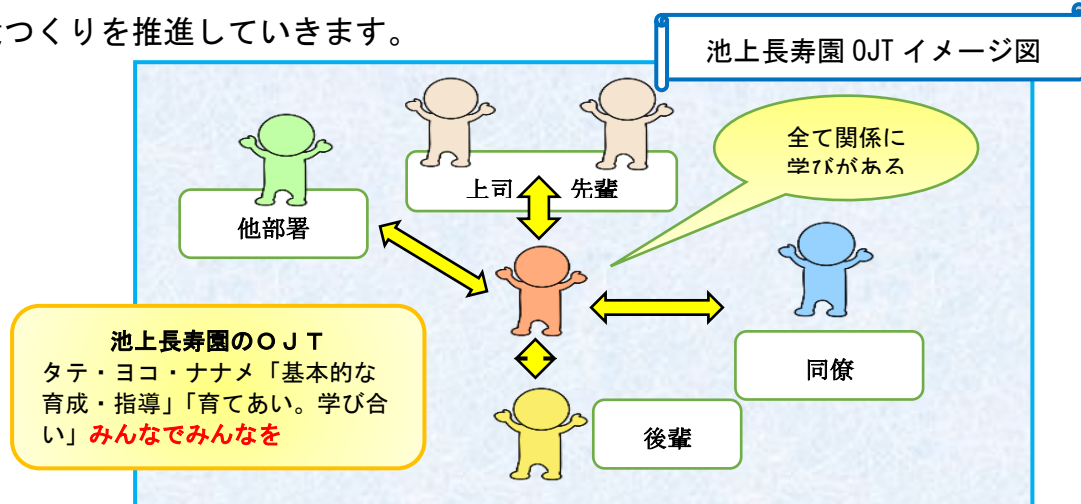 つくりを推進していきます。
池上長寿園 OJT イメージ図
全て関係に
学びがある
上司
先輩
他部署
池上長寿園のＯＪＴ
タテ・ヨコ・ナナメ「基本的な
育成・指導」「育てあい。学び合
い」みんなでみんなを
同僚
後輩